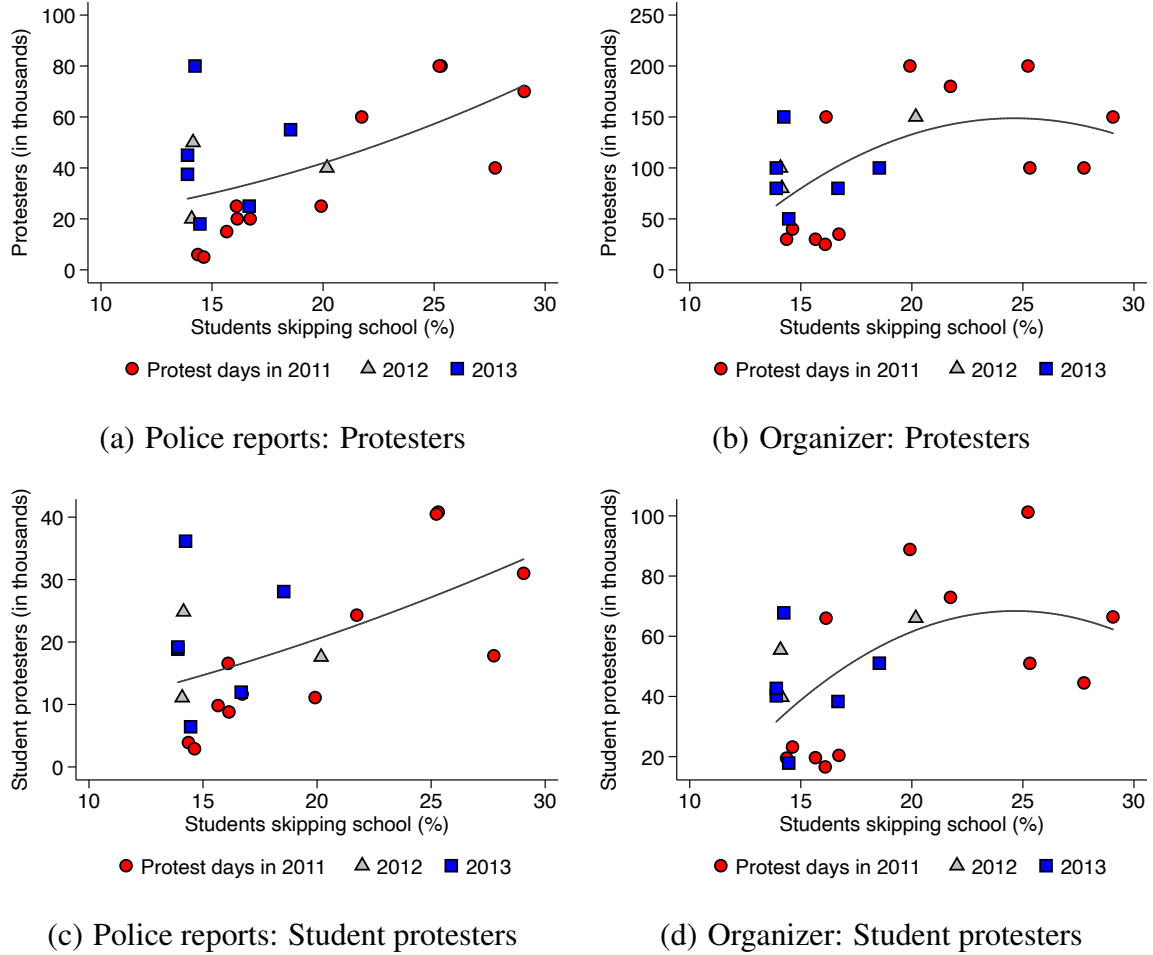 Protesters (in thousands)
100
80
60
40
20
0
10 15 20 25 30
Students skipping school (%)
Protest days in 2011 2012 2013
(a) Police reports: Protesters
Protesters (in thousands)
250
200
150
100
50
0
10 15 20 25 30
Students skipping school (%)
Protest days in 2011 2012 2013
(b) Organizer: Protesters
Student protesters (in thousands)
40
30
20
10
0
10 15 20 25 30
Students skipping school (%)
Protest days in 2011 2012 2013
(c) Police reports: Student protesters
Student protesters (in thousands)
100
80
60
40
20
10 15 20 25 30
Students skipping school (%)
Protest days in 2011 2012 2013
(d) Organizer: Student protesters